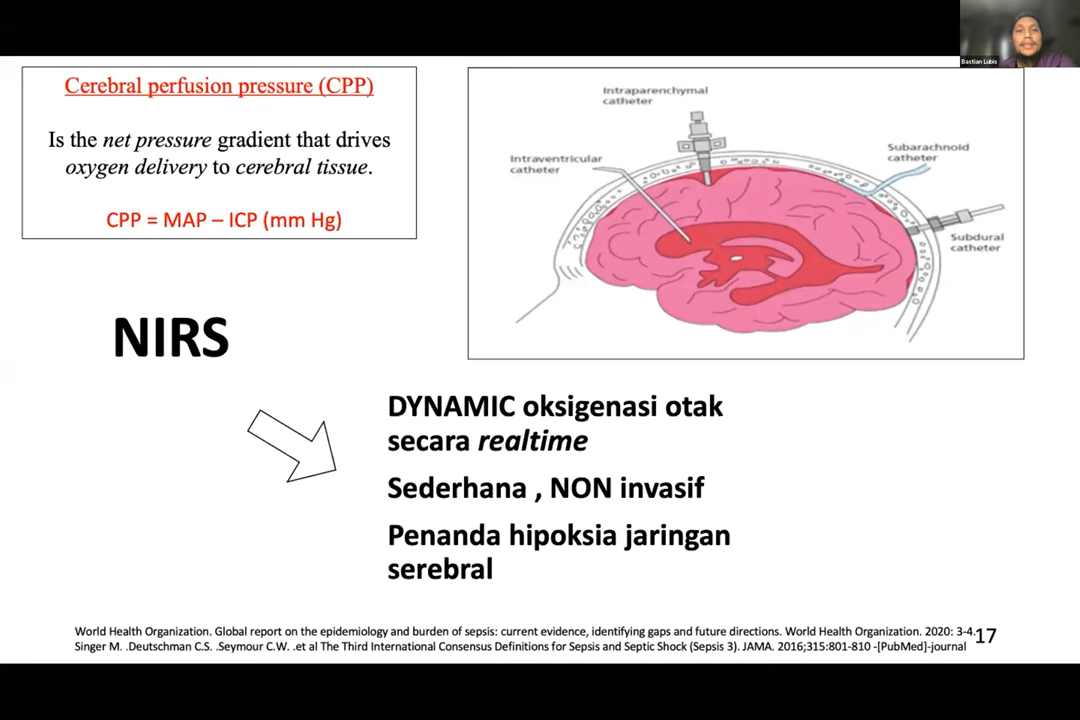 Bastian Lubis
Cerebral perfusion pressure (CPP)
Is the net pressure gradient that drives
oxygen delivery to cerebral tissue.
CPP = MAP – ICP (mm Hg)
Intraparenchymal
catheter
Intraventricular
catheter
Subarachnoid
catheter
Subdural
catheter
NIRS
DYNAMIC oksigenasi otak
secara realtime
Sederhana , NON invasif
Penanda hipoksia jaringan
serebral
World Health Organization. Global report on the epidemiology and burden of sepsis: current evidence, identifying gaps and future directions. World Health Organization. 2020: 3-4.
Singer M. .Deutschman C.S. .Seymour C.W. .et al The Third International Consensus Definitions for Sepsis and Septic Shock (Sepsis 3). JAMA. 2016;315:801-810 -[PubMed]-journal
17